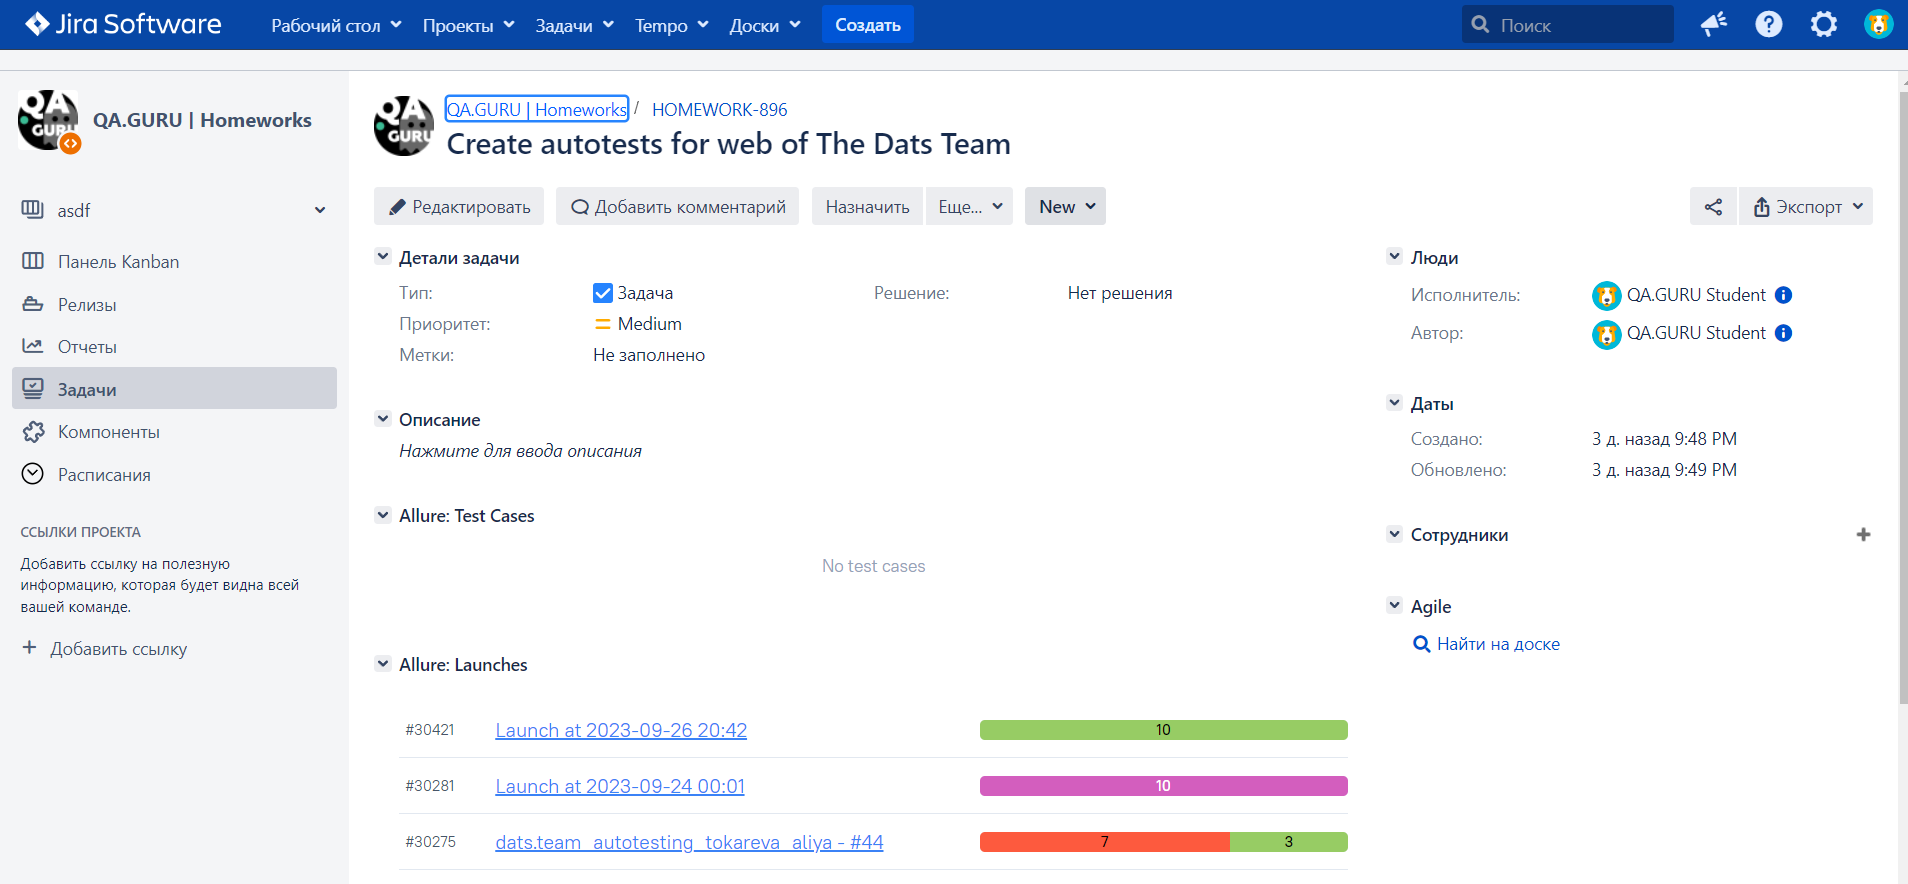 Jira Software
Рабочий стол
Проекты
Задачи
Tempo
Доски
Создать
Поиск
QA GURU
QA.GURU | Homeworks
asdf
Панель Kanban
Релизы
Отчеты
Задачи
Компоненты
Расписания
ССЫЛКИ ПРОЕКТА
Добавить ссылку на полезную
информацию, которая будет видна всей
вашей команде.
+ Добавить ссылку
QA GURU
QA.GURU | Homeworks / HOMEWORK-896
Create autotests for web of The Dats Team
Редактировать
Добавить комментарий
Назначить
Еще...
New
Экспорт
Детали задачи
Тип: Задача
Решение: Нет решения
Приоритет: Medium
Метки: Не заполнено
Описание
Нажмите для ввода описания
Allure: Test Cases
No test cases
Allure: Launches
#30421 Launch at 2023-09-26 20:42 10
#30281 Launch at 2023-09-24 00:01 10
#30275 dats.team_autotesting_tokareva_aliya - #44 7 3
Люди
Исполнитель: QA.GURU Student
Автор: QA.GURU Student
Даты
Создано: 3 д. назад 9:48 PM
Обновлено: 3 д. назад 9:49 PM
Сотрудники
Agile
Найти на доске